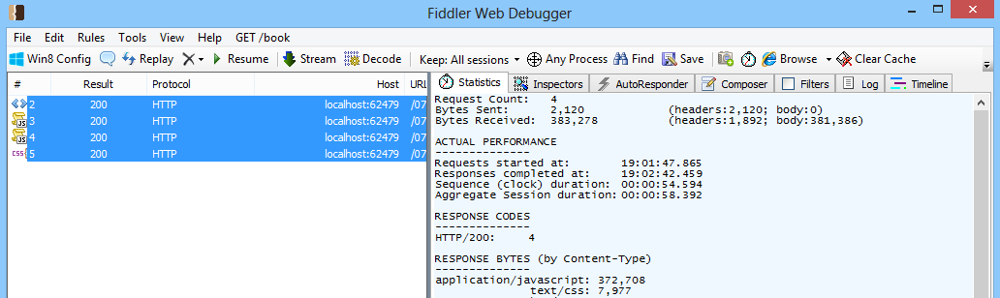 Fiddler Web Debugger
File Edit Rules Tools View Help GET /book
Win8 Config Replay Resume Stream Decode Keep: All sessions Any Process Find Save Browse Clear Cache
# Result Protocol Host URL
2 200 HTTP localhost:62479 /07
3 200 HTTP localhost:62479 /07
4 200 HTTP localhost:62479 /07
5 200 HTTP localhost:62479 /07
Statistics Inspectors AutoResponder Composer Filters Log Timeline
Request Count: 4
Bytes Sent: 2,120 (headers:2,120; body:0)
Bytes Received: 383,278 (headers:1,892; body:381,386)
ACTUAL PERFORMANCE
--------------
Requests started at: 19:01:47.865
Responses completed at: 19:02:42.459
Sequence (clock) duration: 00:00:54.594
Aggregate Session duration: 00:00:58.392
RESPONSE CODES
--------------
HTTP/200: 4
RESPONSE BYTES (by Content-Type)
--------------
application/javascript: 372,708
text/css: 7,977